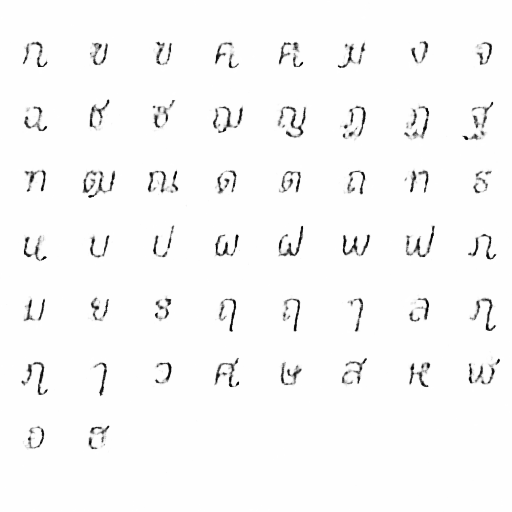 ก ข ฃ ค ฅ ฆ ง จ
ฉ ช ซ ฌ ญ ฎ ฏ ฐ
ฑ ฒ ณ ด ต ถ ท ธ
น บ ป ผ ฝ พ ฟ ภ
ม ย ร ฤ ฤ ๅ ล ฦ
ฦ ๅ ว ศ ษ ส ห ฬ
อ ฮ